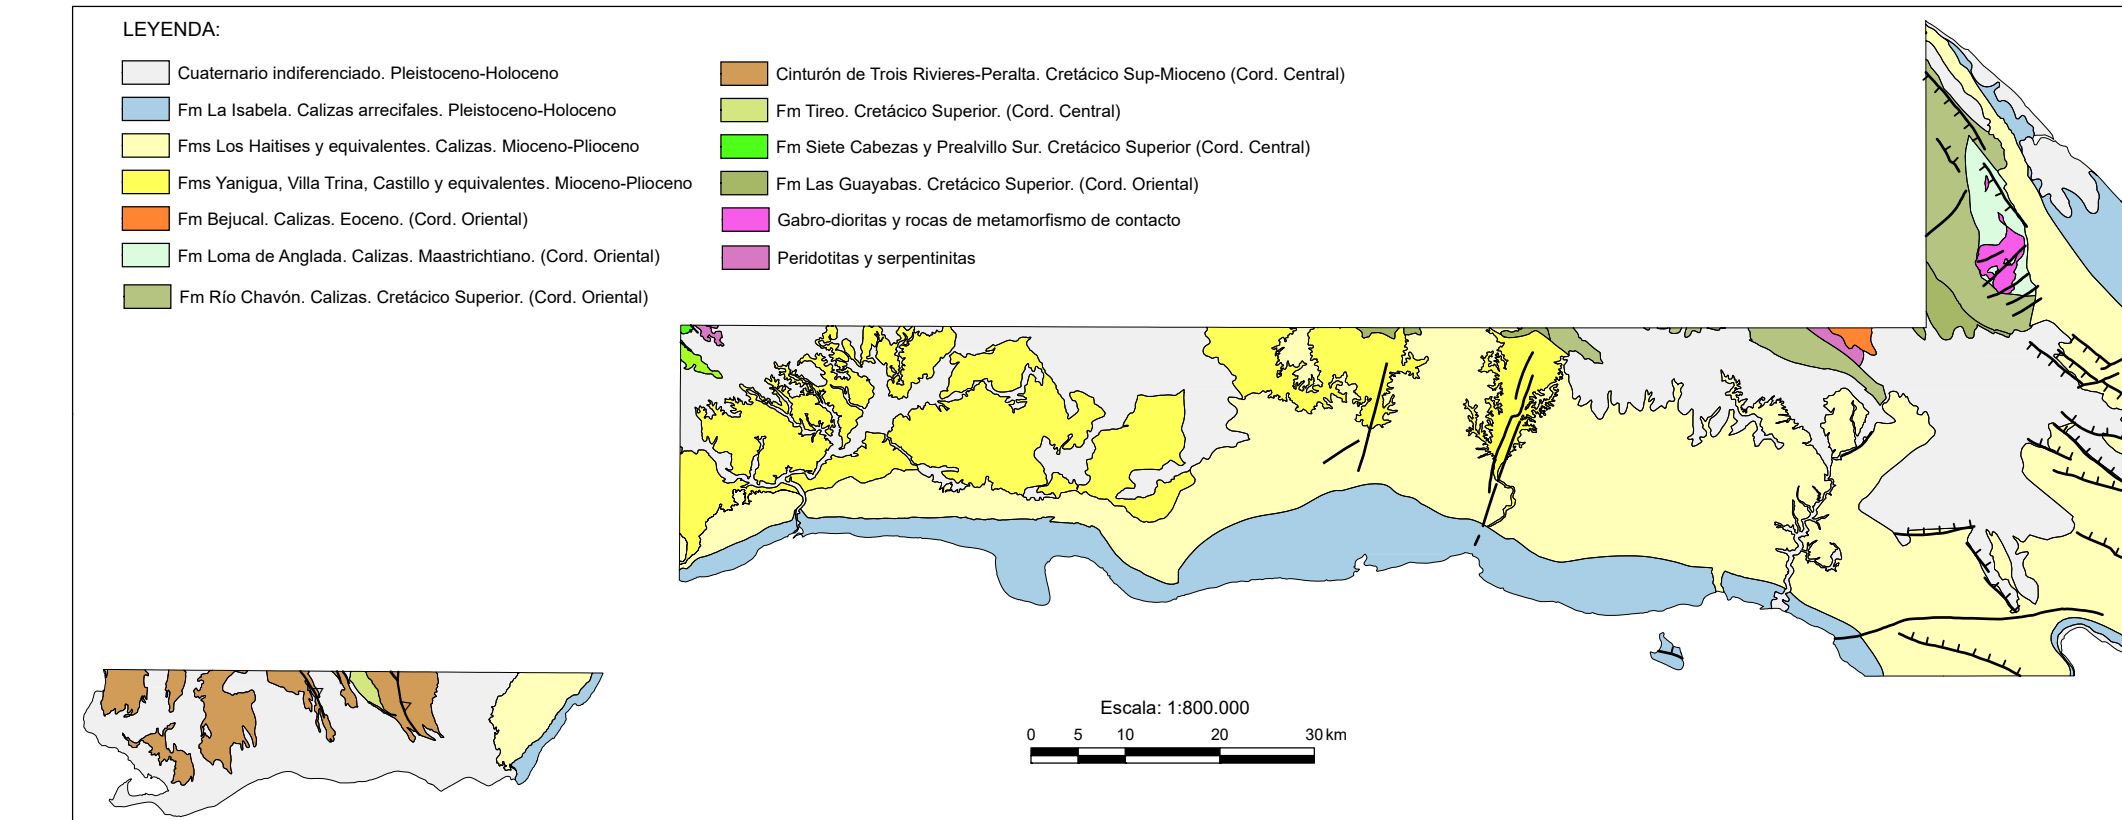 LEYENDA:
Cuaternario indiferenciado. Pleistoceno-Holoceno
Fm La Isabela. Calizas arrecifales. Pleistoceno-Holoceno
Fms Los Haitises y equivalentes. Calizas. Mioceno-Plioceno
Fms Yanigua, Villa Trina, Castillo y equivalentes. Mioceno-Plioceno
Fm Bejucal. Calizas. Eoceno. (Cord. Oriental)
Fm Loma de Anglada. Calizas. Maastrichtiano. (Cord. Oriental)
Fm Río Chavón. Calizas. Cretácico Superior. (Cord. Oriental)
Cinturón de Trois Rivieres-Peralta. Cretácico Sup-Mioceno (Cord. Central)
Fm Tireo. Cretácico Superior. (Cord. Central)
Fm Siete Cabezas y Prealvillo Sur. Cretácico Superior (Cord. Central)
Fm Las Guayabas. Cretácico Superior. (Cord. Oriental)
Gabro-dioritas y rocas de metamorfismo de contacto
Peridotitas y serpentinitas
Escala: 1:800.000
0 5 10 20 30 km